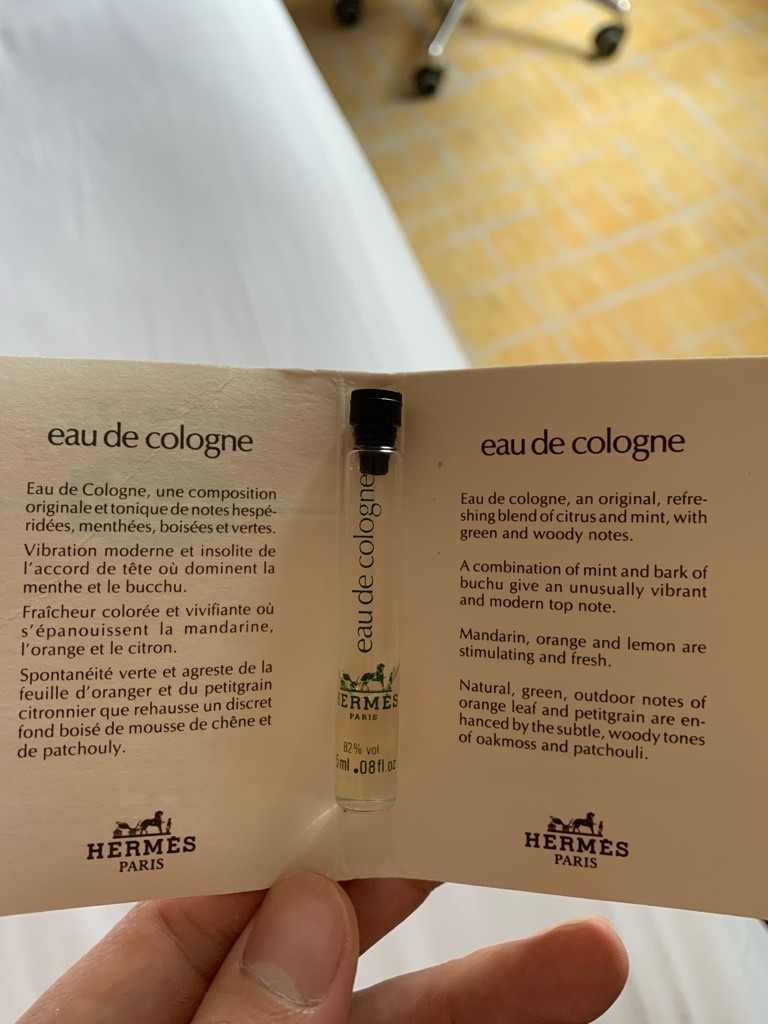 eau de cologne
Eau de Cologne, une composition
originale et tonique de notes hespé-
ridées, menthées, boisées et vertes.
Vibration moderne et insolite de
l'accord de tête où dominent la
menthe et le bucchu.
Fraîcheur colorée et vivifiante où
s'épanouissent la mandarine,
l'orange et le citron.
Spontanéité verte et agreste de la
feuille d'oranger et du petitgrain
citronnier que rehausse un discret
fond boisé de mousse de chêne et
de patchouly.
HERMÈS
PARIS
eau de cologne
HERMÈS
PARIS
82% vol
ml .08fl.oz
eau de cologne
Eau de cologne, an original, refre-
shing blend of citrus and mint, with
green and woody notes.
A combination of mint and bark of
buchu give an unusually vibrant
and modern top note.
Mandarin, orange and lemon are
stimulating and fresh.
Natural, green, outdoor notes of
orange leaf and petitgrain are en-
hanced by the subtle, woody tones
of oakmoss and patchouli.
HERMÈS
PARIS